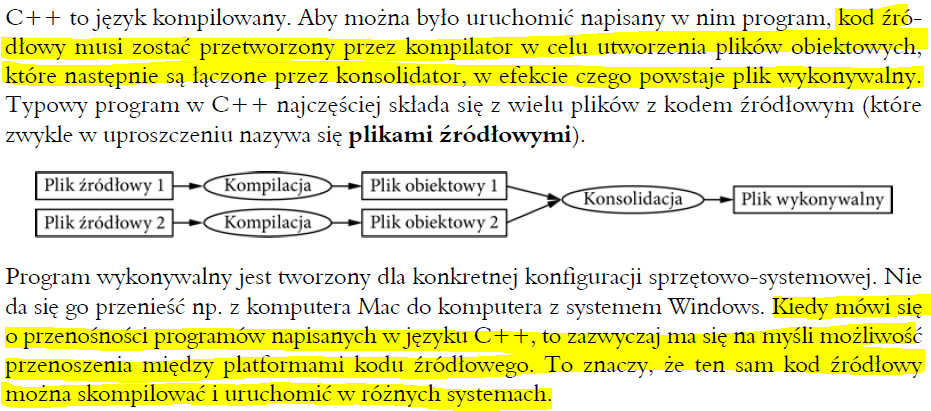 C++ to język kompilowany. Aby można było uruchomić napisany w nim program, kod źró-
dłowy musi zostać przetworzony przez kompilator w celu utworzenia plików obiektowych,
które następnie są łączone przez konsolidator, w efekcie czego powstaje plik wykonywalny.
Typowy program w C++ najczęściej składa się z wielu plików z kodem źródłowym (które
zwykle w uproszczeniu nazywa się plikami źródłowymi).
Plik źródłowy 1 Kompilacja Plik obiektowy 1
Konsolidacja Plik wykonywalny
Plik źródłowy 2 Kompilacja Plik obiektowy 2
Program wykonywalny jest tworzony dla konkretnej konfiguracji sprzętowo-systemowej. Nie
da się go przenieść np. z komputera Mac do komputera z systemem Windows. Kiedy mówi się
o przenośności programów napisanych w języku C++, to zazwyczaj ma się na myśli możliwość
przenoszenia między platformami kodu źródłowego. To znaczy, że ten sam kod źródłowy
można skompilować i uruchomić w różnych systemach.